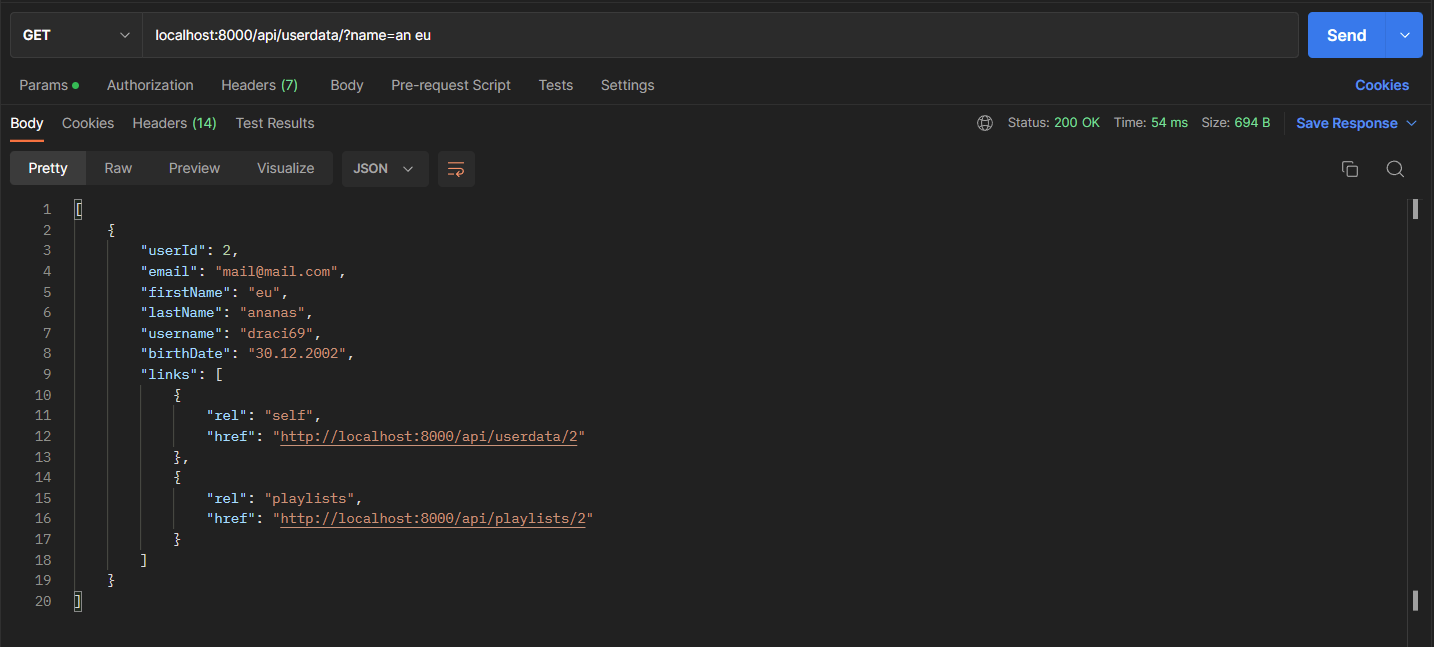 GET localhost:8000/api/userdata/?name=an eu Send
Params Authorization Headers (7) Body Pre-request Script Tests Settings Cookies
Body Cookies Headers (14) Test Results Status: 200 OK Time: 54 ms Size: 694 B Save Response
Pretty Raw Preview Visualize JSON
1 [
2 {
3 "userId": 2,
4 "email": "mail@mail.com",
5 "firstName": "eu",
6 "lastName": "ananas",
7 "username": "draci69",
8 "birthDate": "30.12.2002",
9 "links": [
10 {
11 "rel": "self",
12 "href": "http://localhost:8000/api/userdata/2"
13 },
14 {
15 "rel": "playlists",
16 "href": "http://localhost:8000/api/playlists/2"
17 }
18 ]
19 }
20 ]